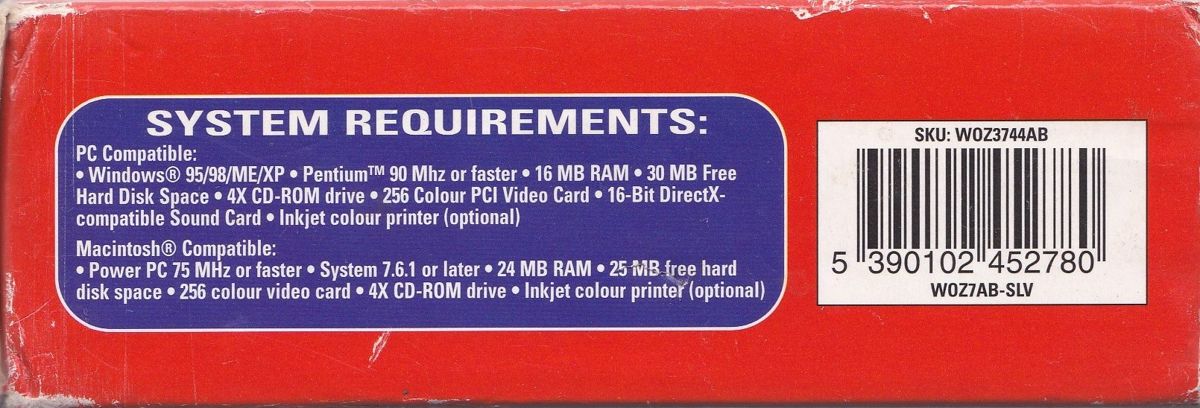 SYSTEM REQUIREMENTS:
PC Compatible:
• Windows® 95/98/ME/XP • Pentium™ 90 Mhz or faster • 16 MB RAM • 30 MB Free
Hard Disk Space • 4X CD-ROM drive • 256 Colour PCI Video Card • 16-Bit DirectX-
compatible Sound Card • Inkjet colour printer (optional)
Macintosh® Compatible:
• Power PC 75 MHz or faster • System 7.6.1 or later • 24 MB RAM • 25 MB free hard
disk space • 256 colour video card • 4X CD-ROM drive • Inkjet colour printer (optional)
SKU: WOZ3744AB
5 390102 452780
WOZ7AB-SLV